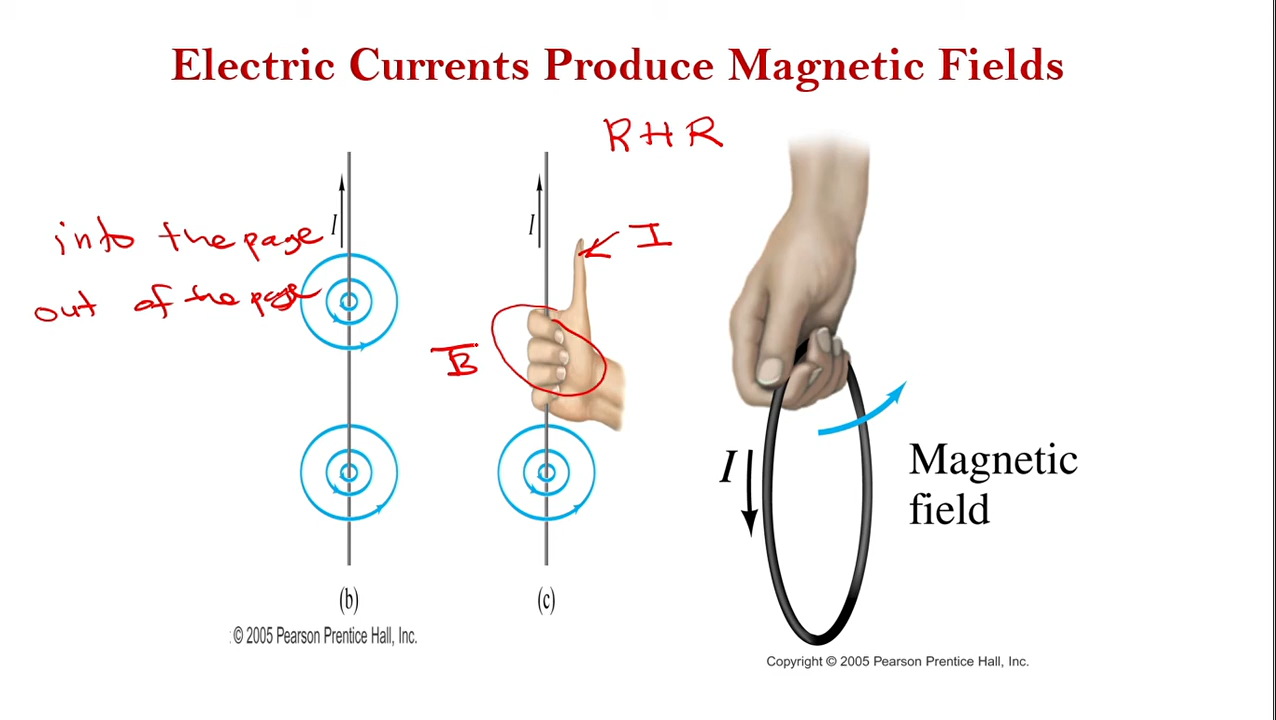 Electric Currents Produce Magnetic Fields
RHR
I
into the page
out of the page
I
I
B
I
Magnetic
field
(b)
(c)
: © 2005 Pearson Prentice Hall, Inc.
Copyright © 2005 Pearson Prentice Hall, Inc.